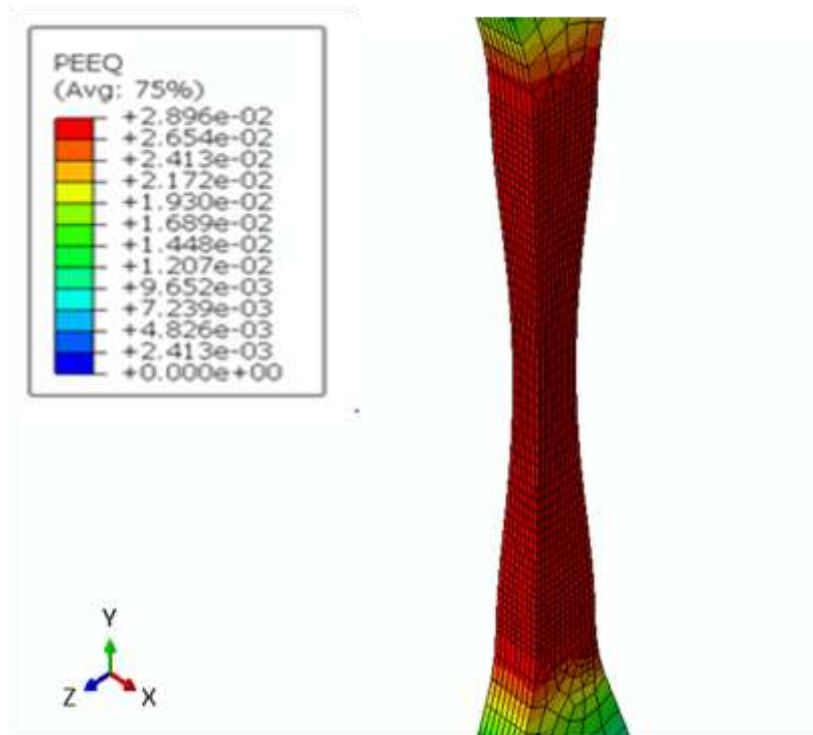 PEEQ
(Avg: 75%)
+2.896e-02
+2.654e-02
+2.413e-02
+2.172e-02
+1.930e-02
+1.689e-02
+1.448e-02
+1.207e-02
+9.652e-03
+7.239e-03
+4.826e-03
+2.413e-03
+0.000e+00
Y
Z X